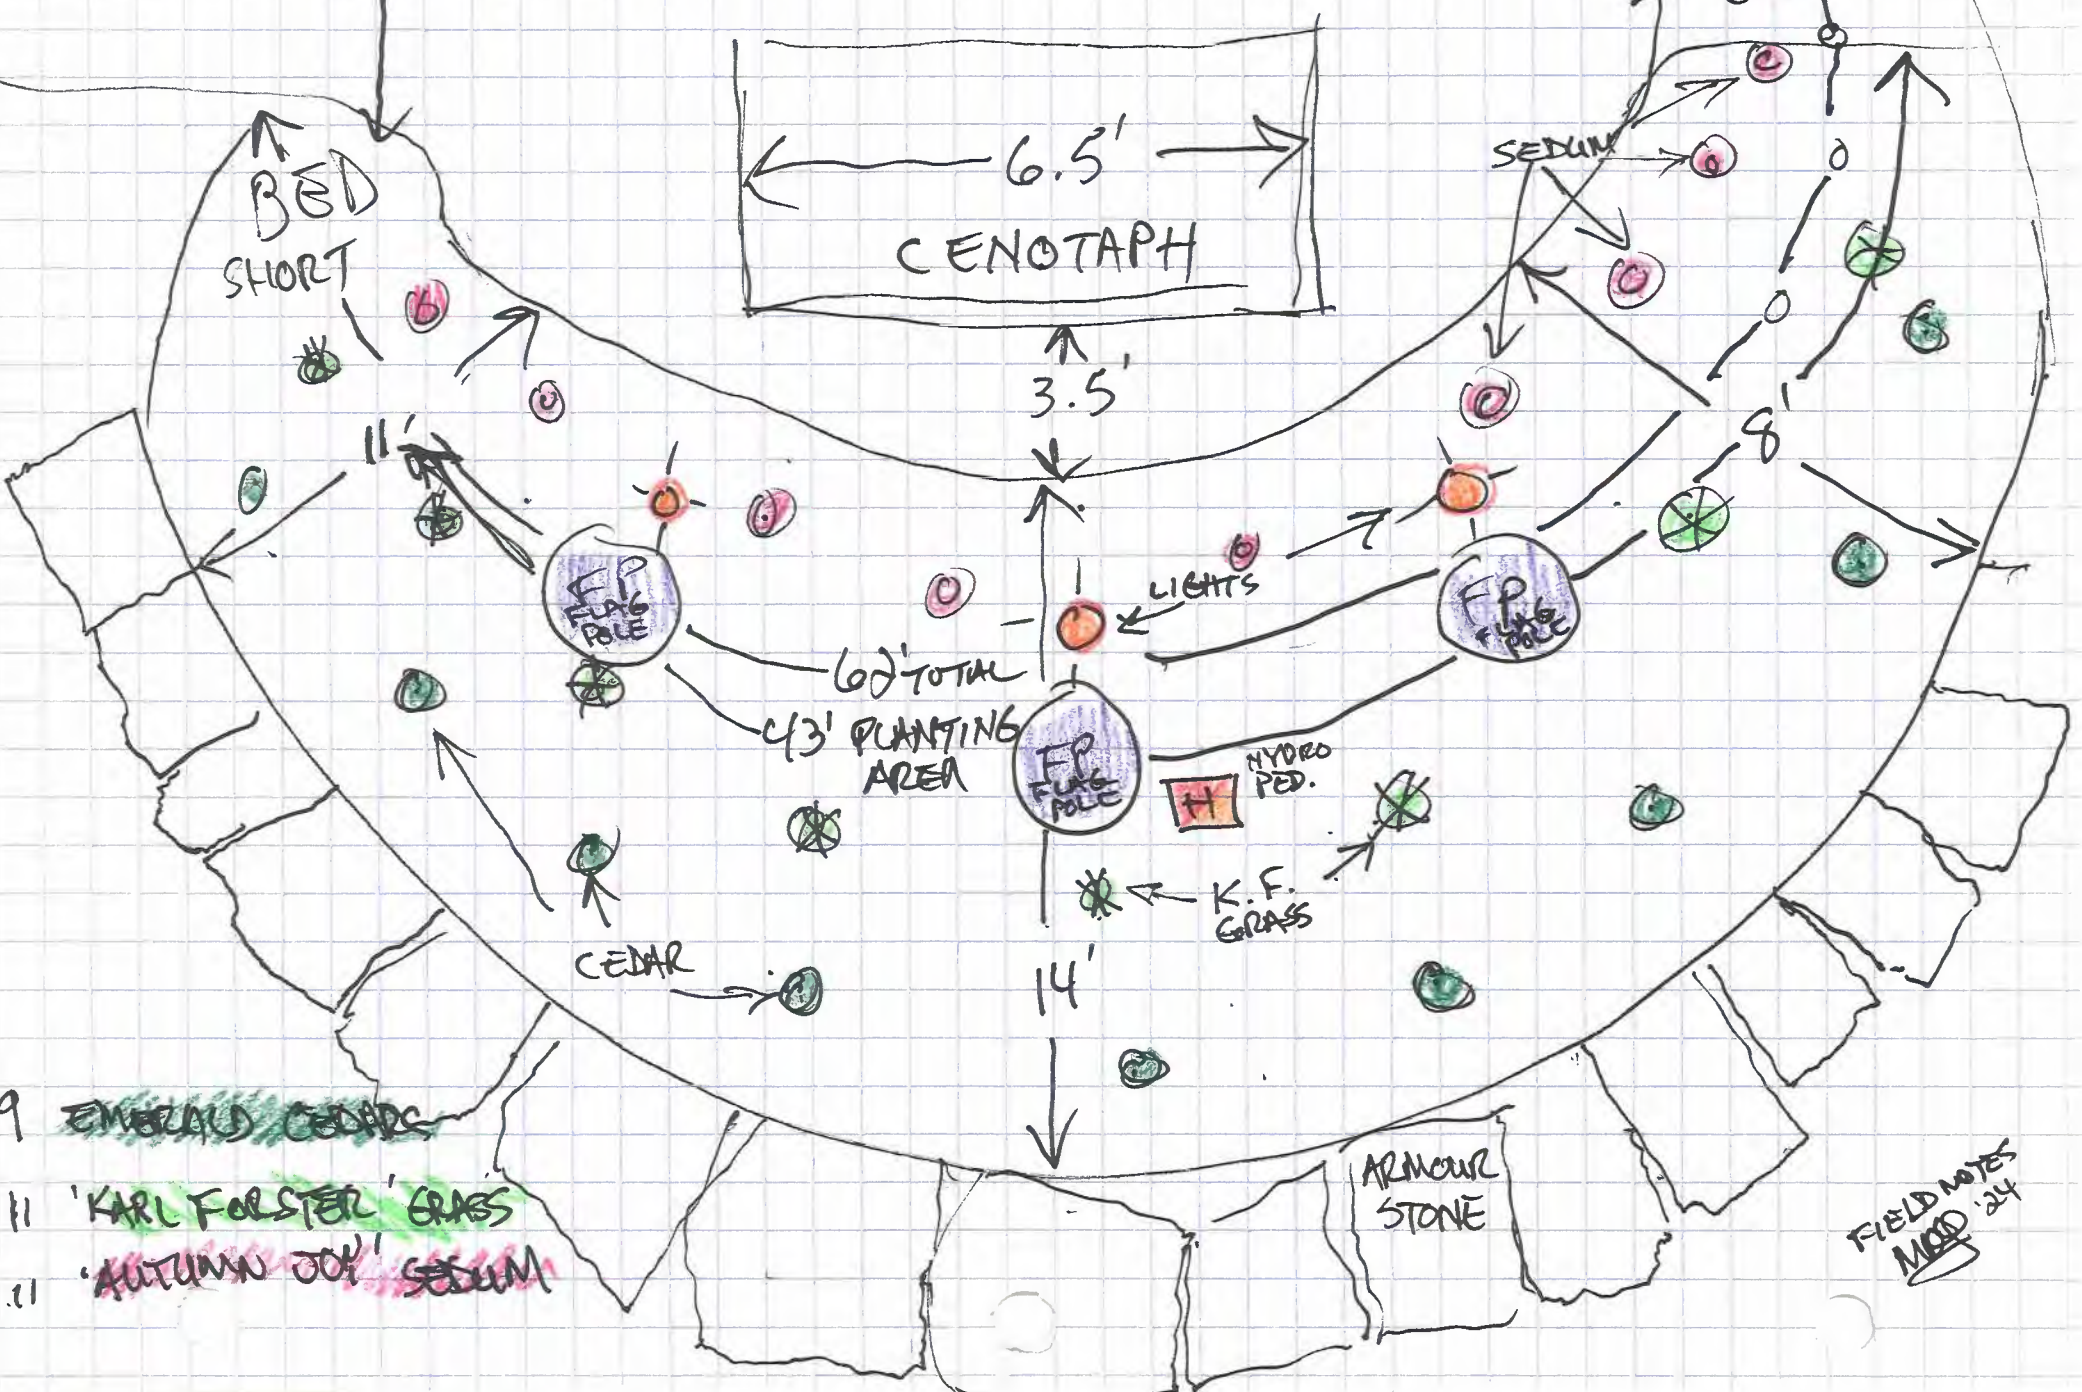 BED
SHORT
6.5'
CENOTAPH
SEDUM
3.5'
11'
8'
FP
FLAG
POLE
LIGHTS
FP
FLAG
POLE
62' TOTAL
43' PLANTING
AREA
FP
FLAG
POLE
HYDRO
PED.
H
K.F.
GRASS
CEDAR
14'
9 EMERALD CEDARS
11 'KARL FORSTER' GRASS
11 'AUTUMN JOY' SEDUM
ARMOUR
STONE
FIELD NOTES
'24